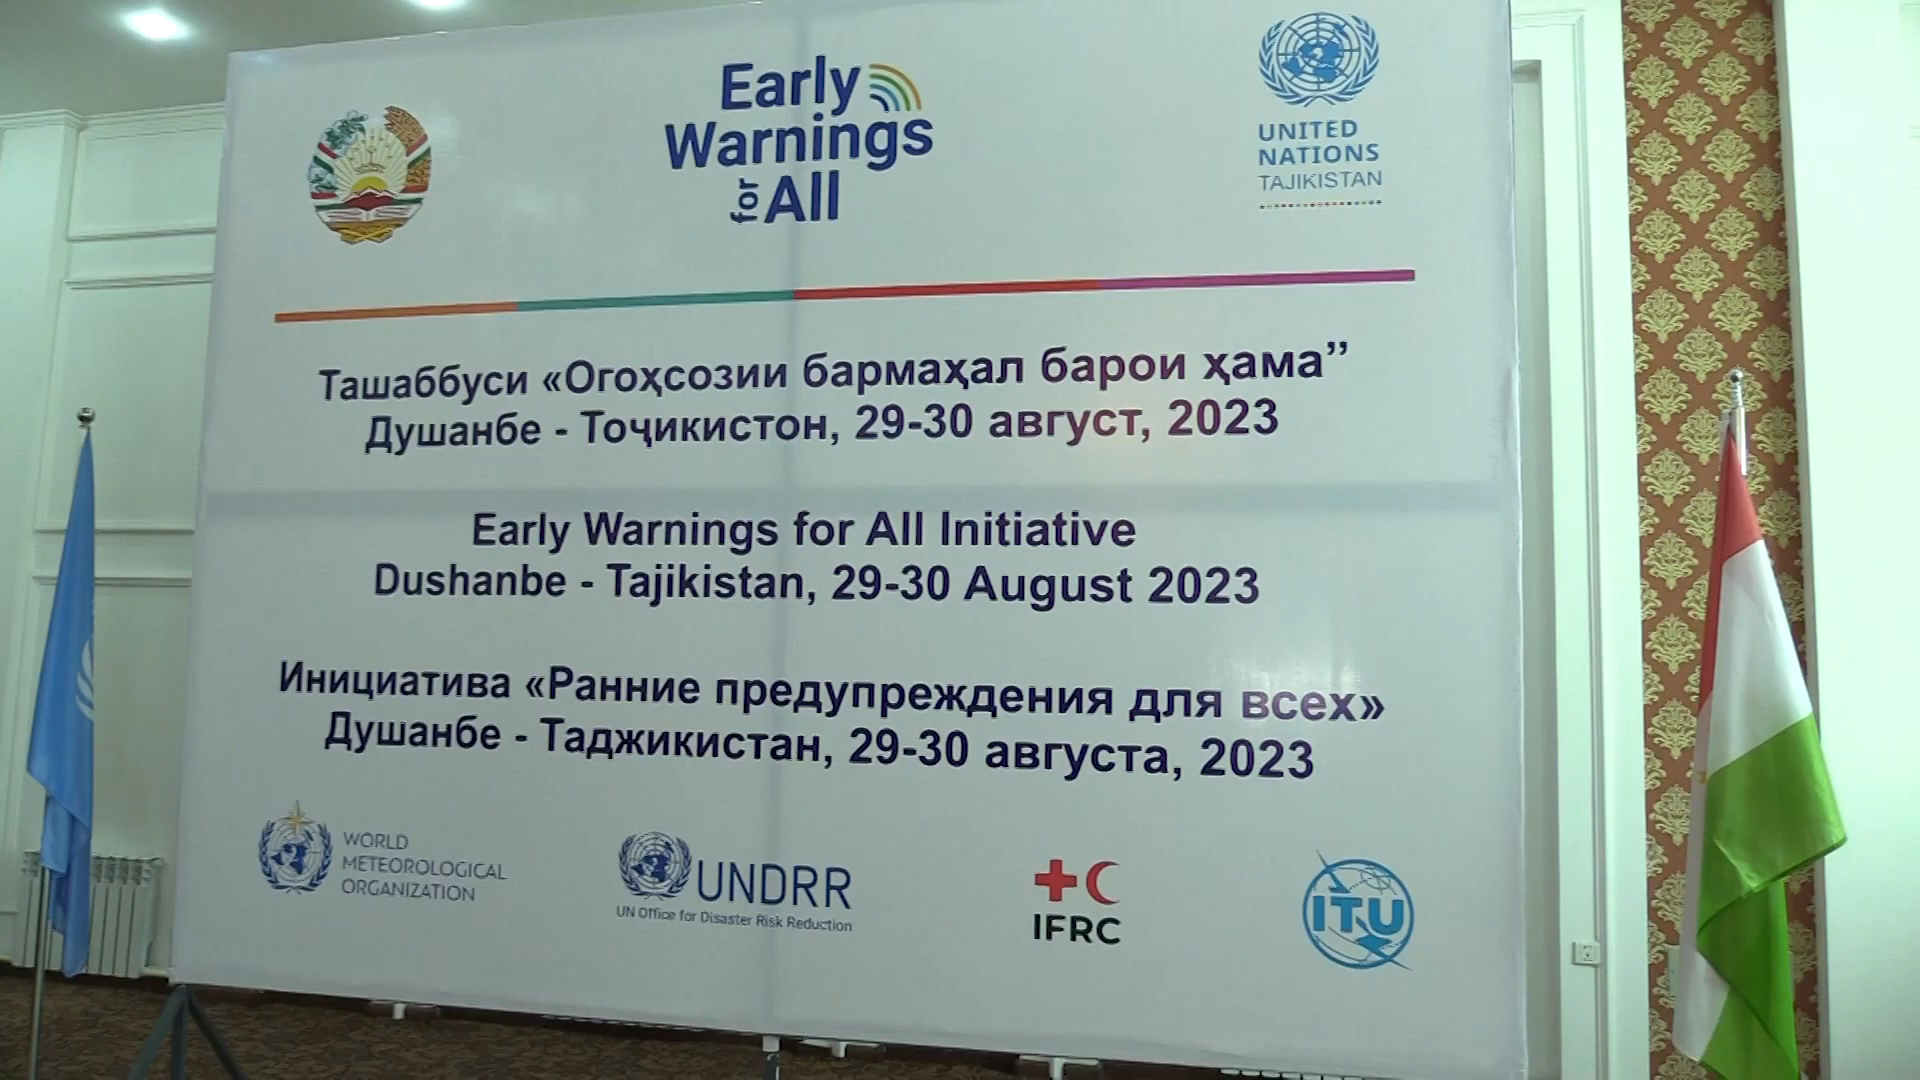 Early
Warnings
for All
UNITED
NATIONS
TAJIKISTAN
Ташаббуси «Огоҳсозии бармаҳал барои ҳама”
Душанбе - Тоҷикистон, 29-30 август, 2023
Early Warnings for All Initiative
Dushanbe - Tajikistan, 29-30 August 2023
Инициатива «Ранние предупреждения для всех»
Душанбе - Таджикистан, 29-30 августа, 2023
WORLD
METEOROLOGICAL
ORGANIZATION
UNDRR
UN Office for Disaster Risk Reduction
IFRC
ITU